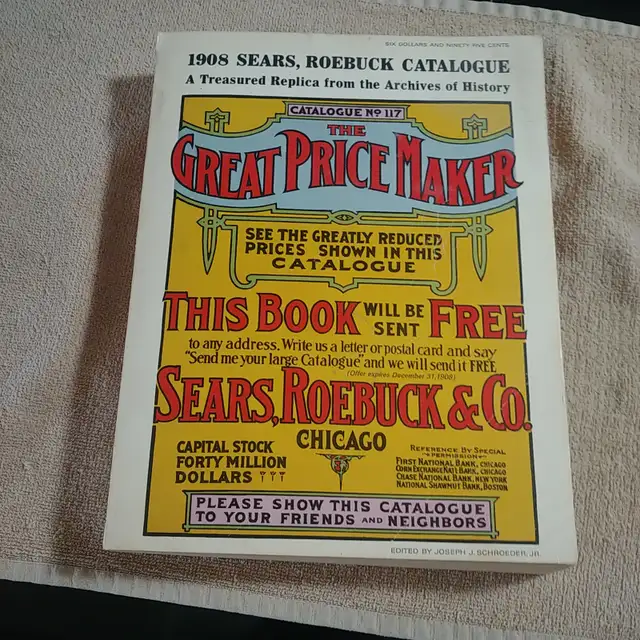 SIX DOLLARS AND NINETY FIVE CENTS
1908 SEARS, ROEBUCK CATALOGUE
A Treasured Replica from the Archives of History
CATALOGUE No 117
THE
GREAT PRICE MAKER
SEE THE GREATLY REDUCED
PRICES SHOWN IN THIS
CATALOGUE
THIS BOOK WILL BE SENT FREE
to any address. Write us a letter or postal card and say
"Send me your large Catalogue" and we will send it FREE
(Offer expires December 31, 1908)
SEARS, ROEBUCK & CO.
CHICAGO
CAPITAL STOCK
FORTY MILLION
DOLLARS
REFERENCE BY SPECIAL
PERMISSION
FIRST NATIONAL BANK, CHICAGO
CORN EXCHANGE NAT'L BANK, CHICAGO
CHASE NATIONAL BANK, NEW YORK
NATIONAL SHAWMUT BANK, BOSTON
PLEASE SHOW THIS CATALOGUE
TO YOUR FRIENDS AND NEIGHBORS
EDITED BY JOSEPH J. SCHROEDER, JR.